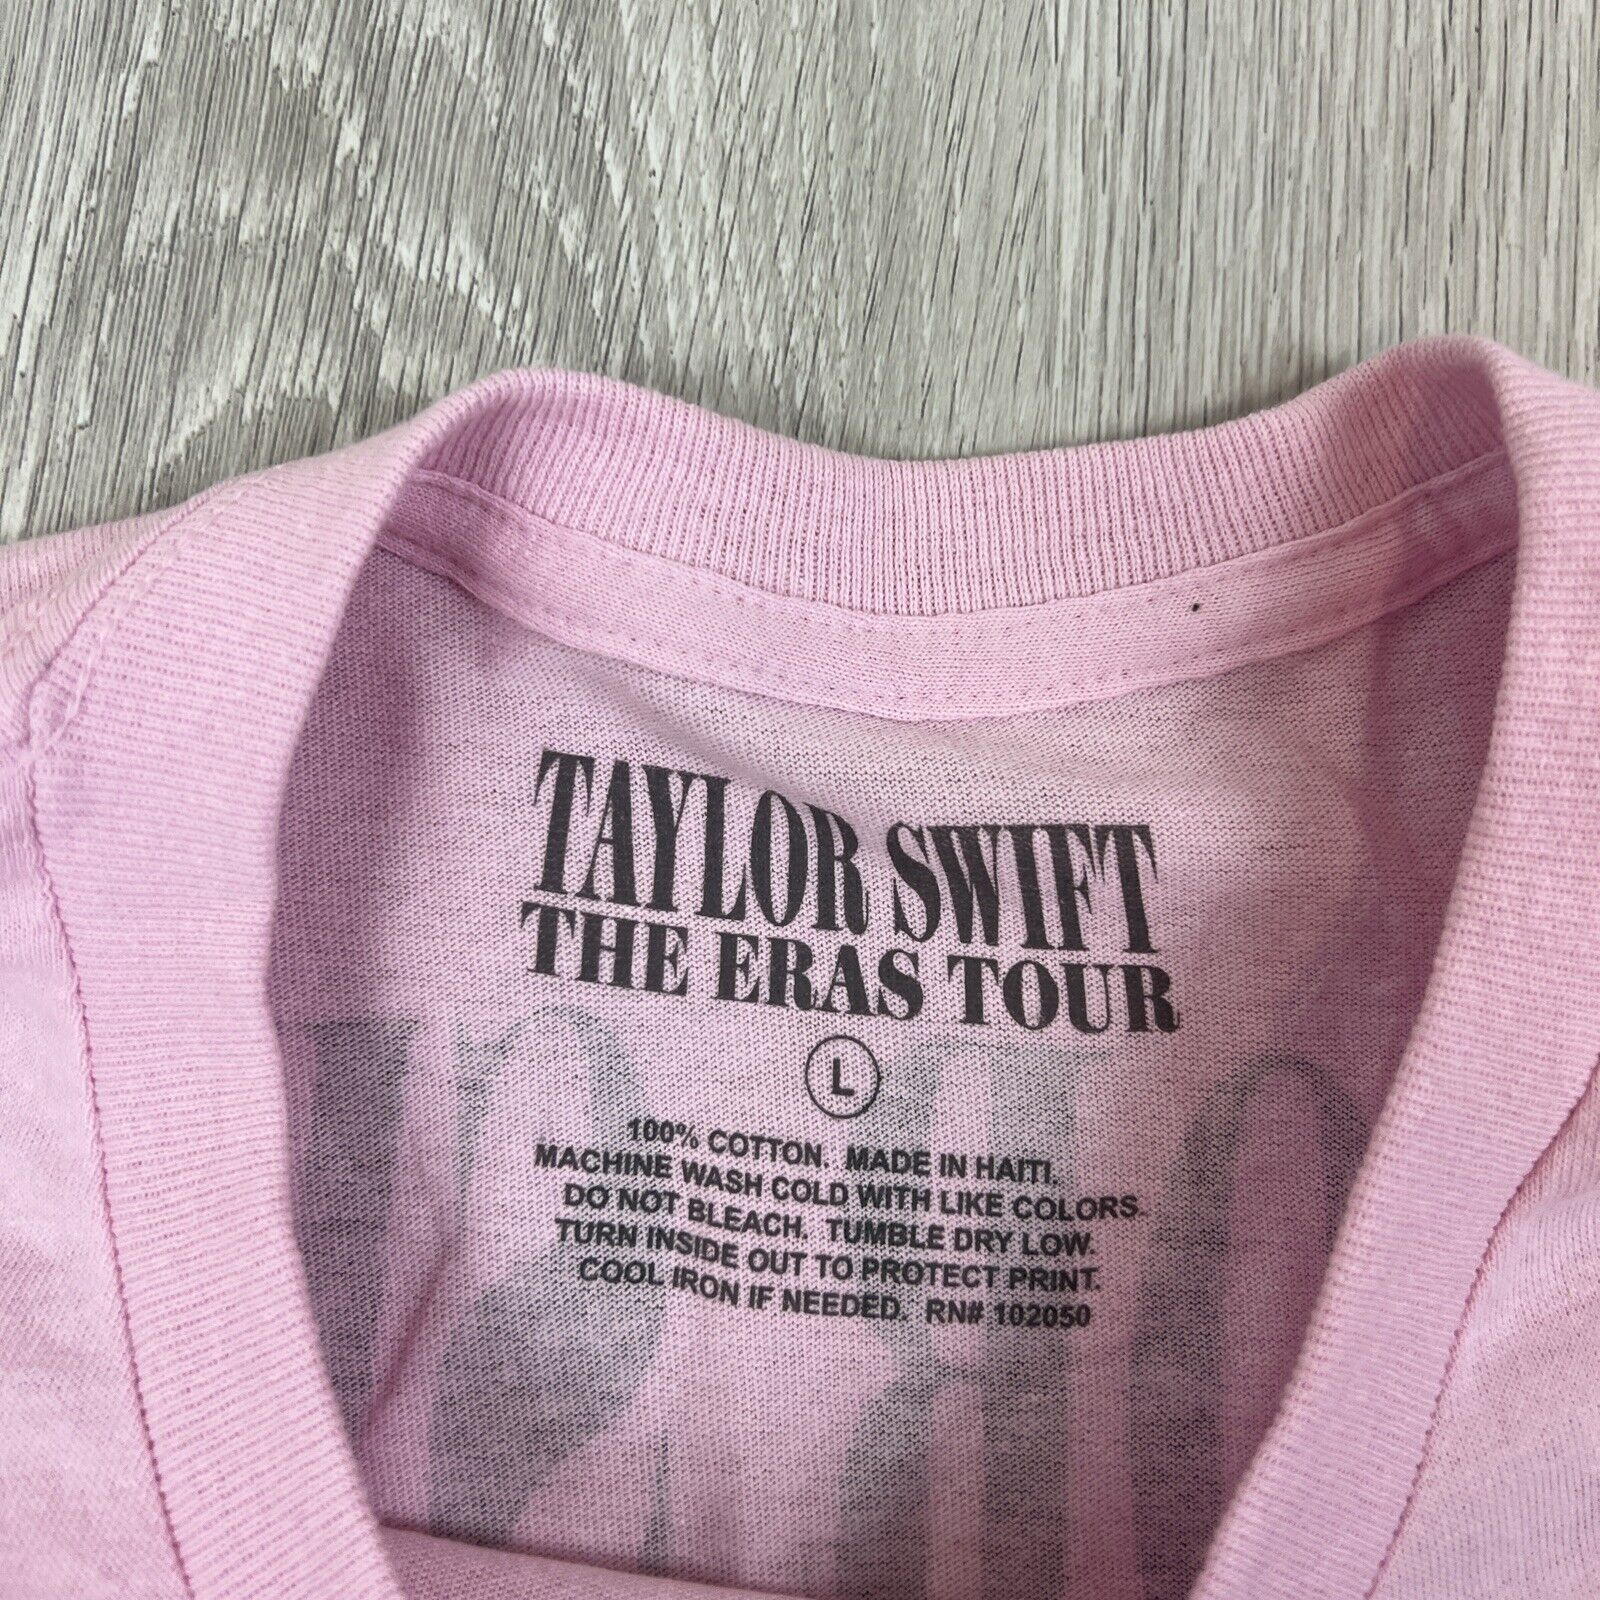 TAYLOR SWIFT
THE ERAS TOUR
L
100% COTTON. MADE IN HAITI.
MACHINE WASH COLD WITH LIKE COLORS.
DO NOT BLEACH. TUMBLE DRY LOW.
TURN INSIDE OUT TO PROTECT PRINT.
COOL IRON IF NEEDED. RN# 102050